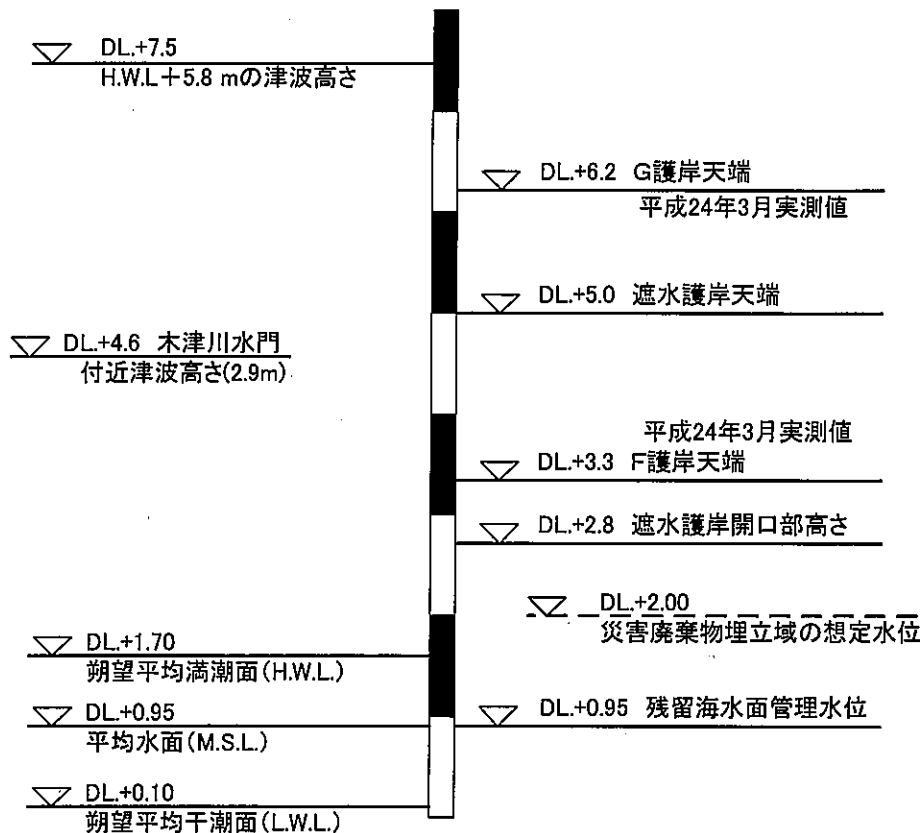 DL.+7.5
H.W.L+5.8 mの津波高さ
DL.+6.2 G護岸天端
平成24年3月実測値
DL.+5.0 遮水護岸天端
DL.+4.6 木津川水門
付近津波高さ(2.9m)
平成24年3月実測値
DL.+3.3 F護岸天端
DL.+2.8 遮水護岸開口部高さ
DL.+2.00
災害廃棄物埋立域の想定水位
DL.+1.70
朔望平均満潮面(H.W.L.)
DL.+0.95 残留海水面管理水位
DL.+0.95
平均水面(M.S.L.)
DL.+0.10
朔望平均干潮面(L.W.L.)